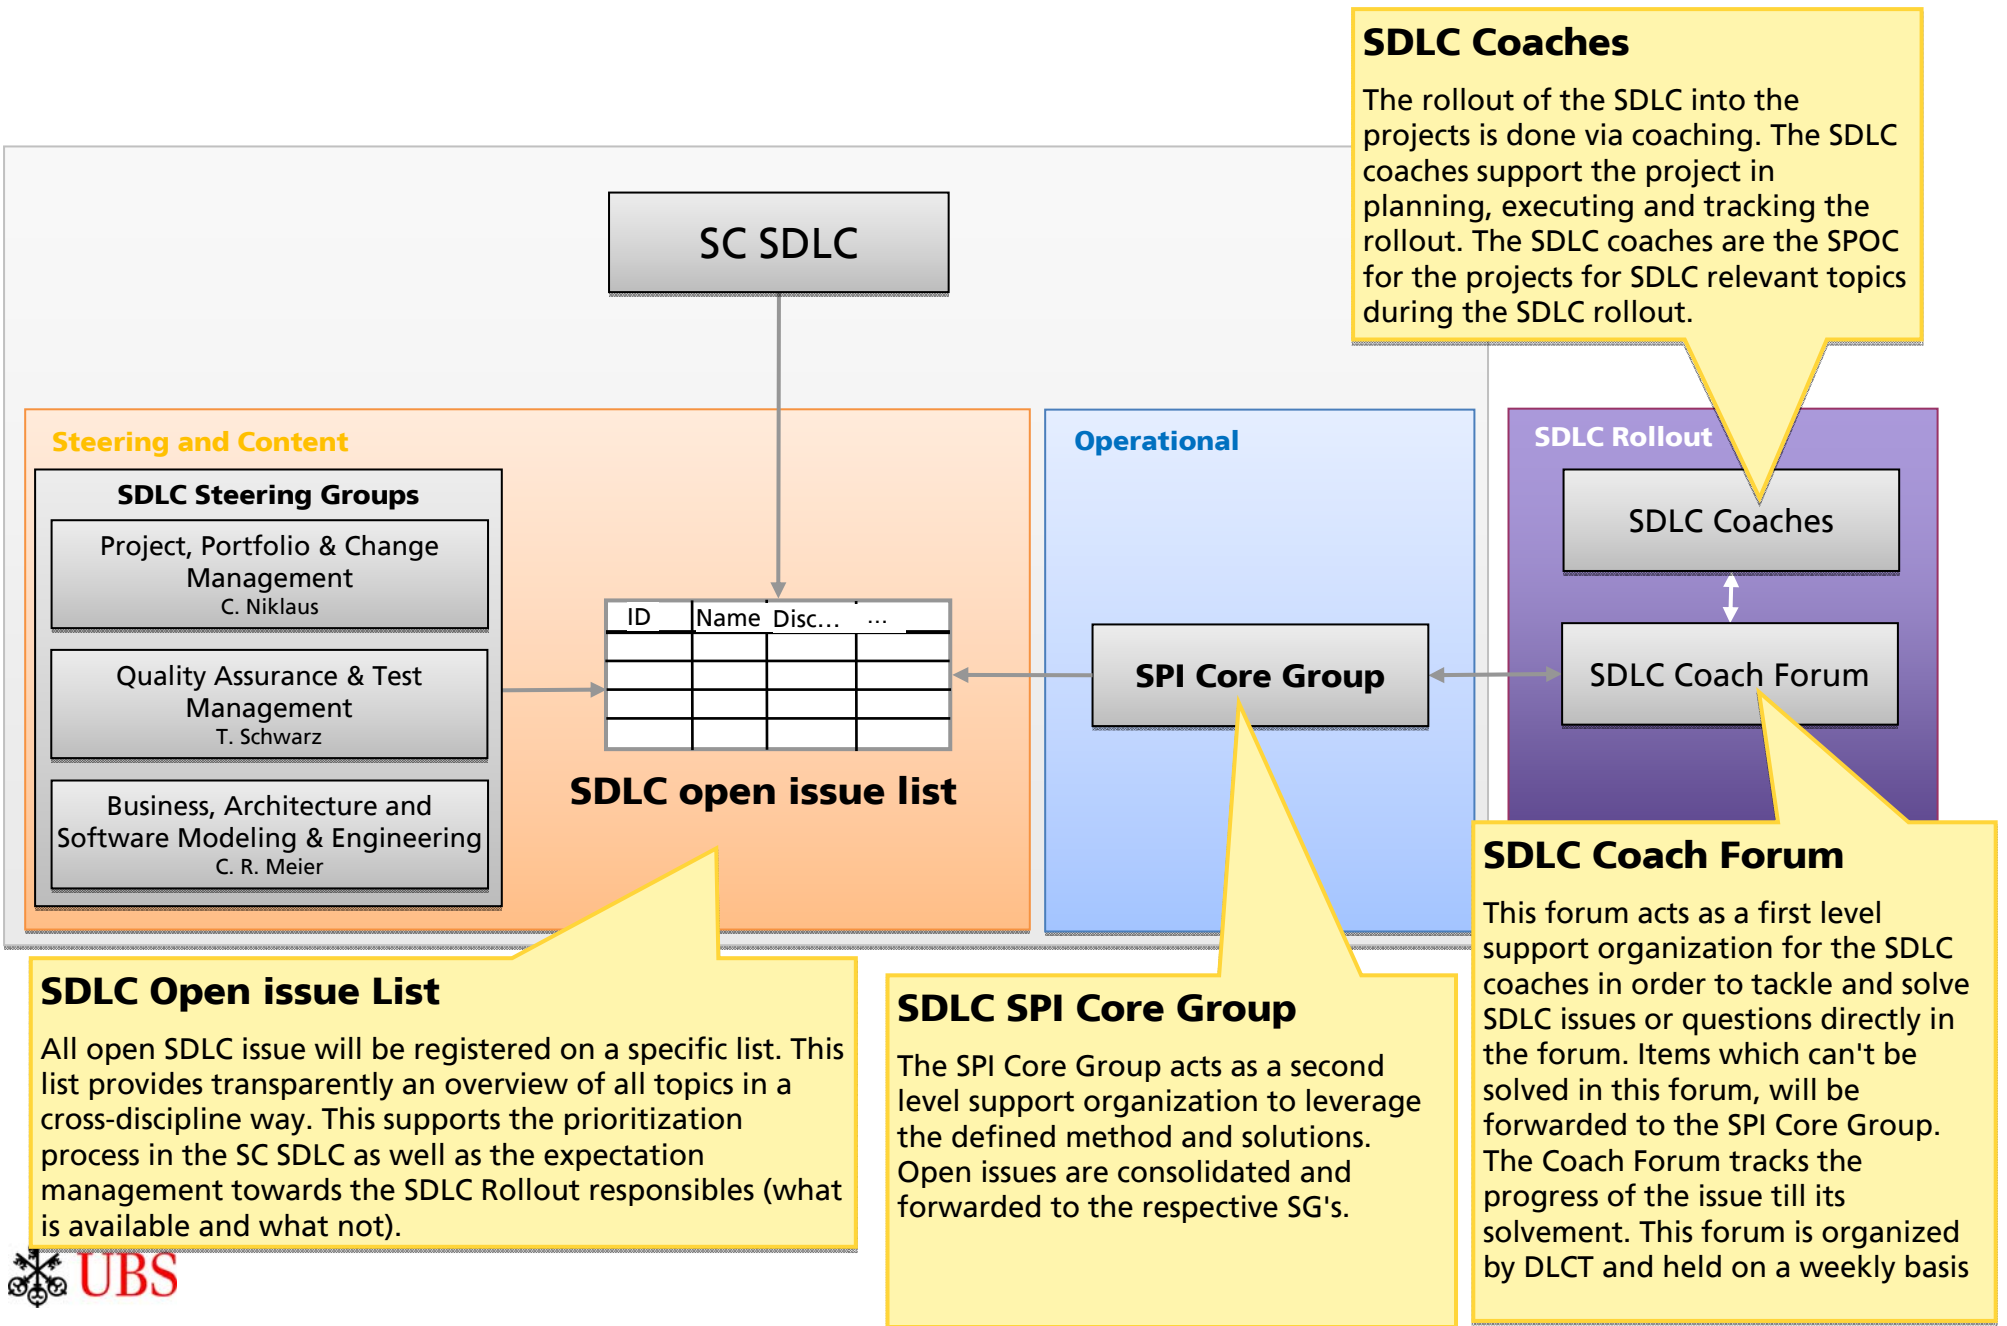 SDLC Coaches
The rollout of the SDLC into the
projects is done via coaching. The SDLC
coaches support the project in
planning, executing and tracking the
rollout. The SDLC coaches are the SPOC
for the projects for SDLC relevant topics
during the SDLC rollout.
SC SDLC
Steering and Content
SDLC Steering Groups
Project, Portfolio & Change
Management
C. Niklaus
Quality Assurance & Test
Management
T. Schwarz
Business, Architecture and
Software Modeling & Engineering
C. R. Meier
ID Name Disc... ...
SDLC open issue list
Operational
SPI Core Group
SDLC Rollout
SDLC Coaches
SDLC Coach Forum
SDLC Open issue List
All open SDLC issue will be registered on a specific list. This
list provides transparently an overview of all topics in a
cross-discipline way. This supports the prioritization
process in the SC SDLC as well as the expectation
management towards the SDLC Rollout responsibles (what
is available and what not).
SDLC SPI Core Group
The SPI Core Group acts as a second
level support organization to leverage
the defined method and solutions.
Open issues are consolidated and
forwarded to the respective SG's.
SDLC Coach Forum
This forum acts as a first level
support organization for the SDLC
coaches in order to tackle and solve
SDLC issues or questions directly in
the forum. Items which can't be
solved in this forum, will be
forwarded to the SPI Core Group.
The Coach Forum tracks the
progress of the issue till its
solvement. This forum is organized
by DLCT and held on a weekly basis
UBS